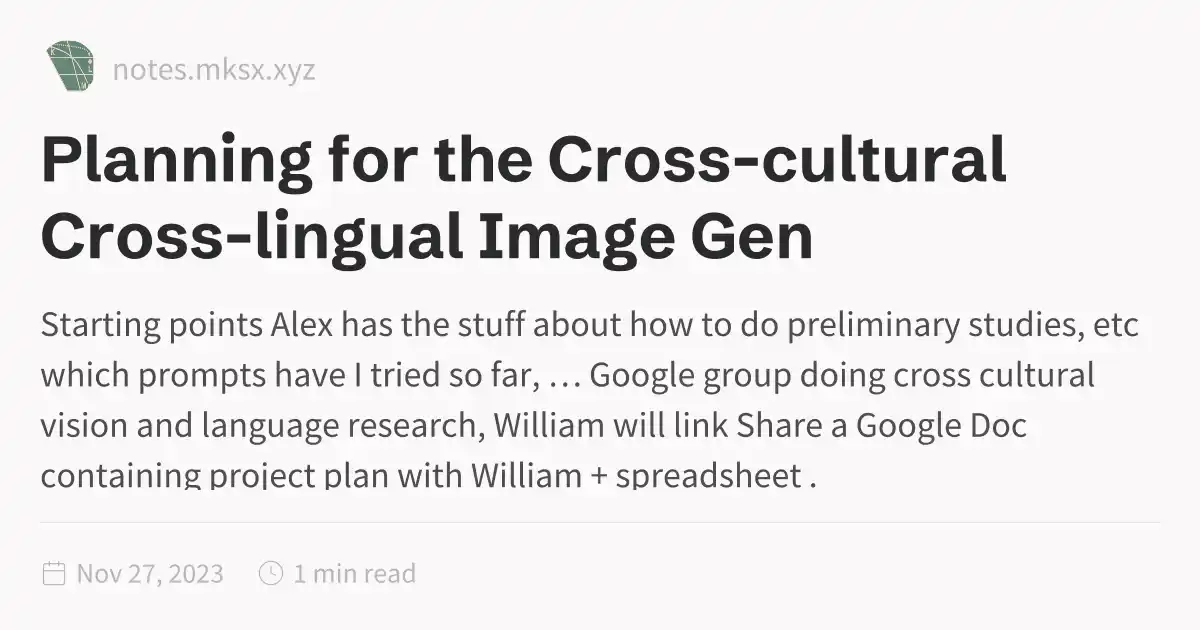 notes.mksx.xyz
Planning for the Cross-cultural
Cross-lingual Image Gen
Starting points Alex has the stuff about how to do preliminary studies, etc
which prompts have I tried so far, … Google group doing cross cultural
vision and language research, William will link Share a Google Doc
containing project plan with William + spreadsheet .
Nov 27, 2023
1 min read